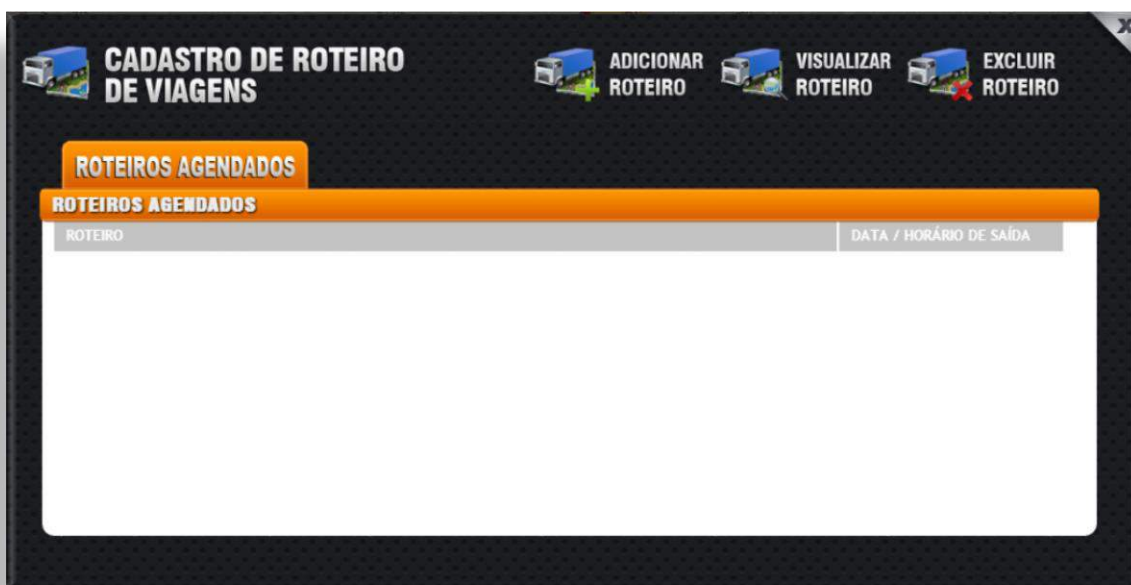 CADASTRO DE ROTEIRO
DE VIAGENS
ADICIONAR
ROTEIRO
VISUALIZAR
ROTEIRO
EXCLUIR
ROTEIRO
X
ROTEIROS AGENDADOS
ROTEIROS AGENDADOS
ROTEIRO
DATA / HORÁRIO DE SAÍDA